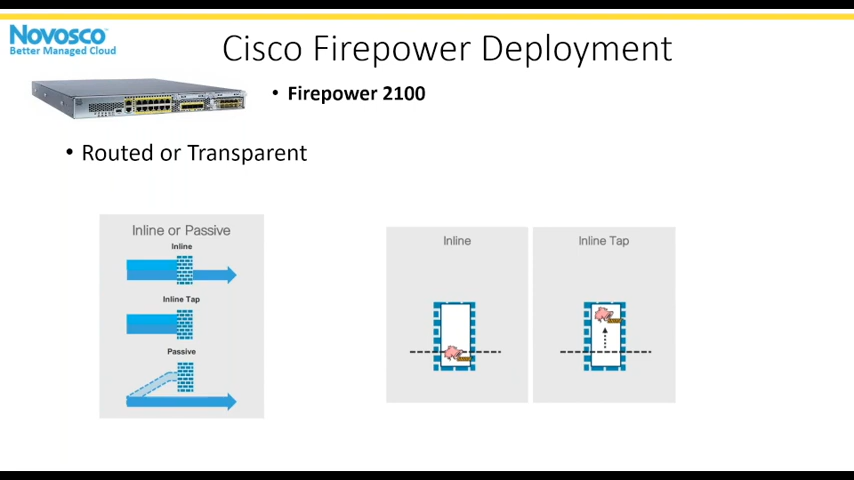 Novosco
Better Managed Cloud
Cisco Firepower Deployment
• Firepower 2100
• Routed or Transparent
Inline or Passive
Inline
Inline Tap
Passive
Inline
Inline Tap